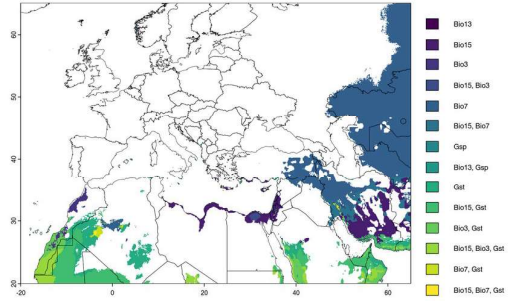 60
50
40
30
20
-20
0
20
40
60
Bio13
Bio15
Bio3
Bio15, Bio3
Bio7
Bio15, Bio7
Gsp
Bio13, Gsp
Gst
Bio15, Gst
Bio3, Gst
Bio15, Bio3, Gst
Bio7, Gst
Bio15, Bio7, Gst